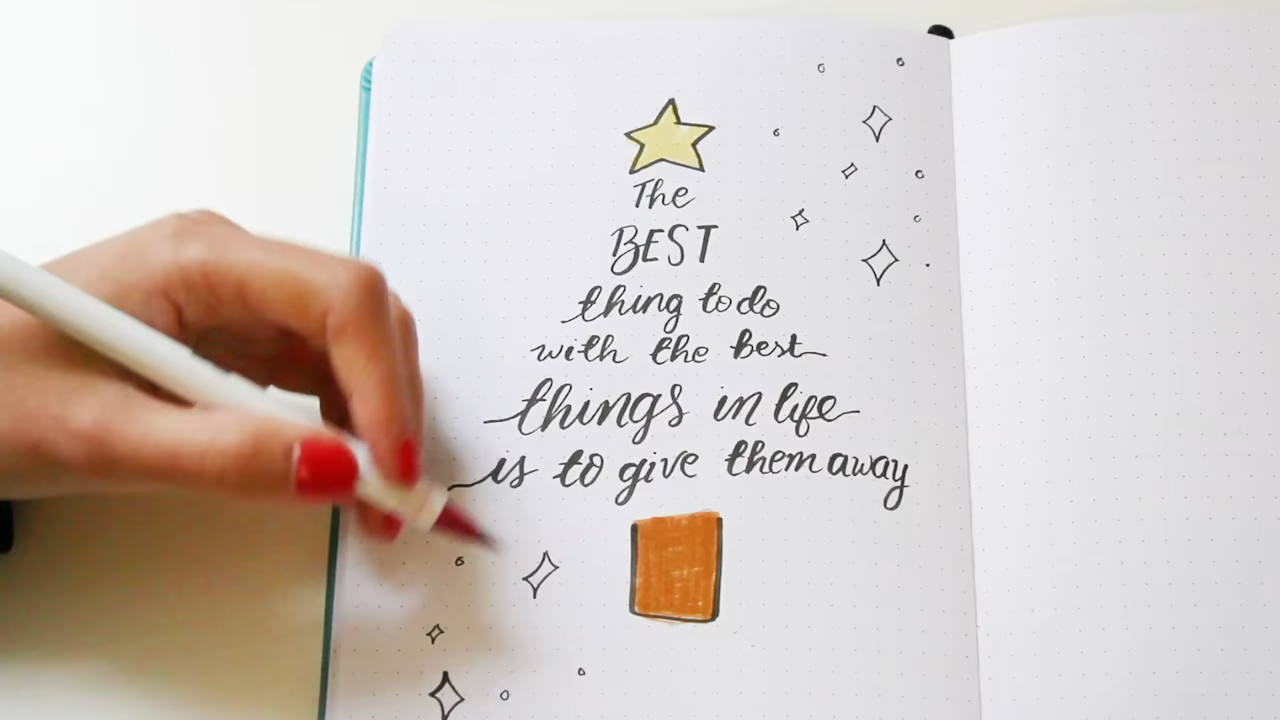 The
BEST
thing to do
with the best
things in life
is to give them away